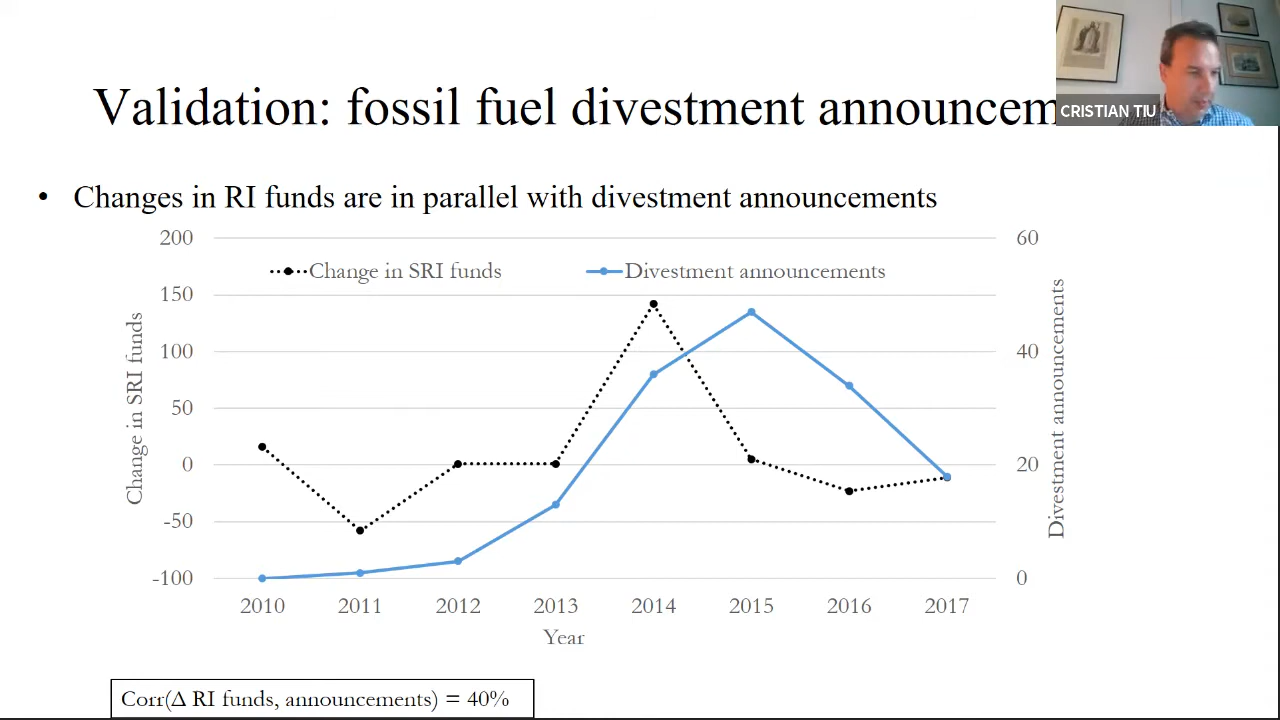 Validation: fossil fuel divestment announcem
CRISTIAN TIU
• Changes in RI funds are in parallel with divestment announcements
200
60
Change in SRI funds
Divestment announcements
150
100
40
50
0
20
-50
-100
0
Change in SRI funds
Divestment announcements
2010 2011 2012 2013 2014 2015 2016 2017
Year
Corr(Δ RI funds, announcements) = 40%